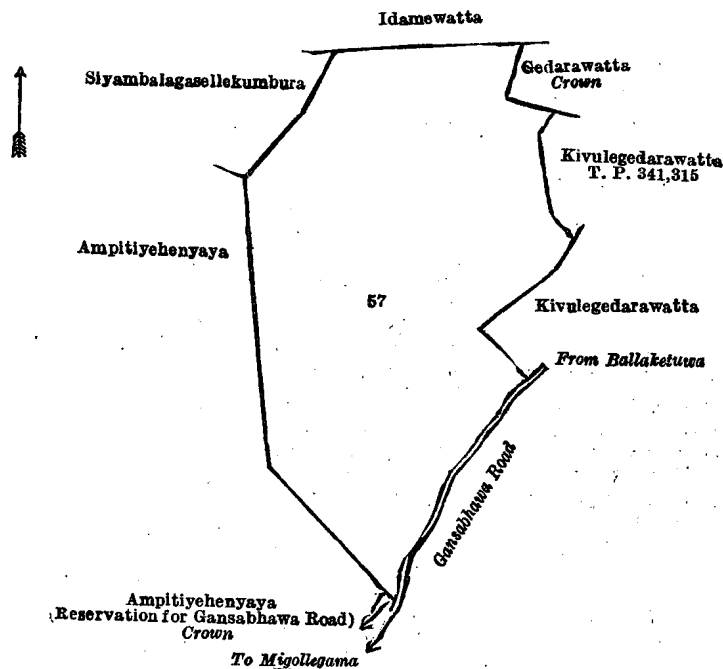 Idamewatta
Siyambalagasellekumbura
Gedarawatta
Crown
Kivulegedarawatta
T. P. 341,315
Ampitiyehenyaya
57
Kivulegedarawatta
From Ballaketuwa
Gansabhawa Road
Ampitiyehenyaya
(Reservation for Gansabhawa Road)
Crown
To Migollegama